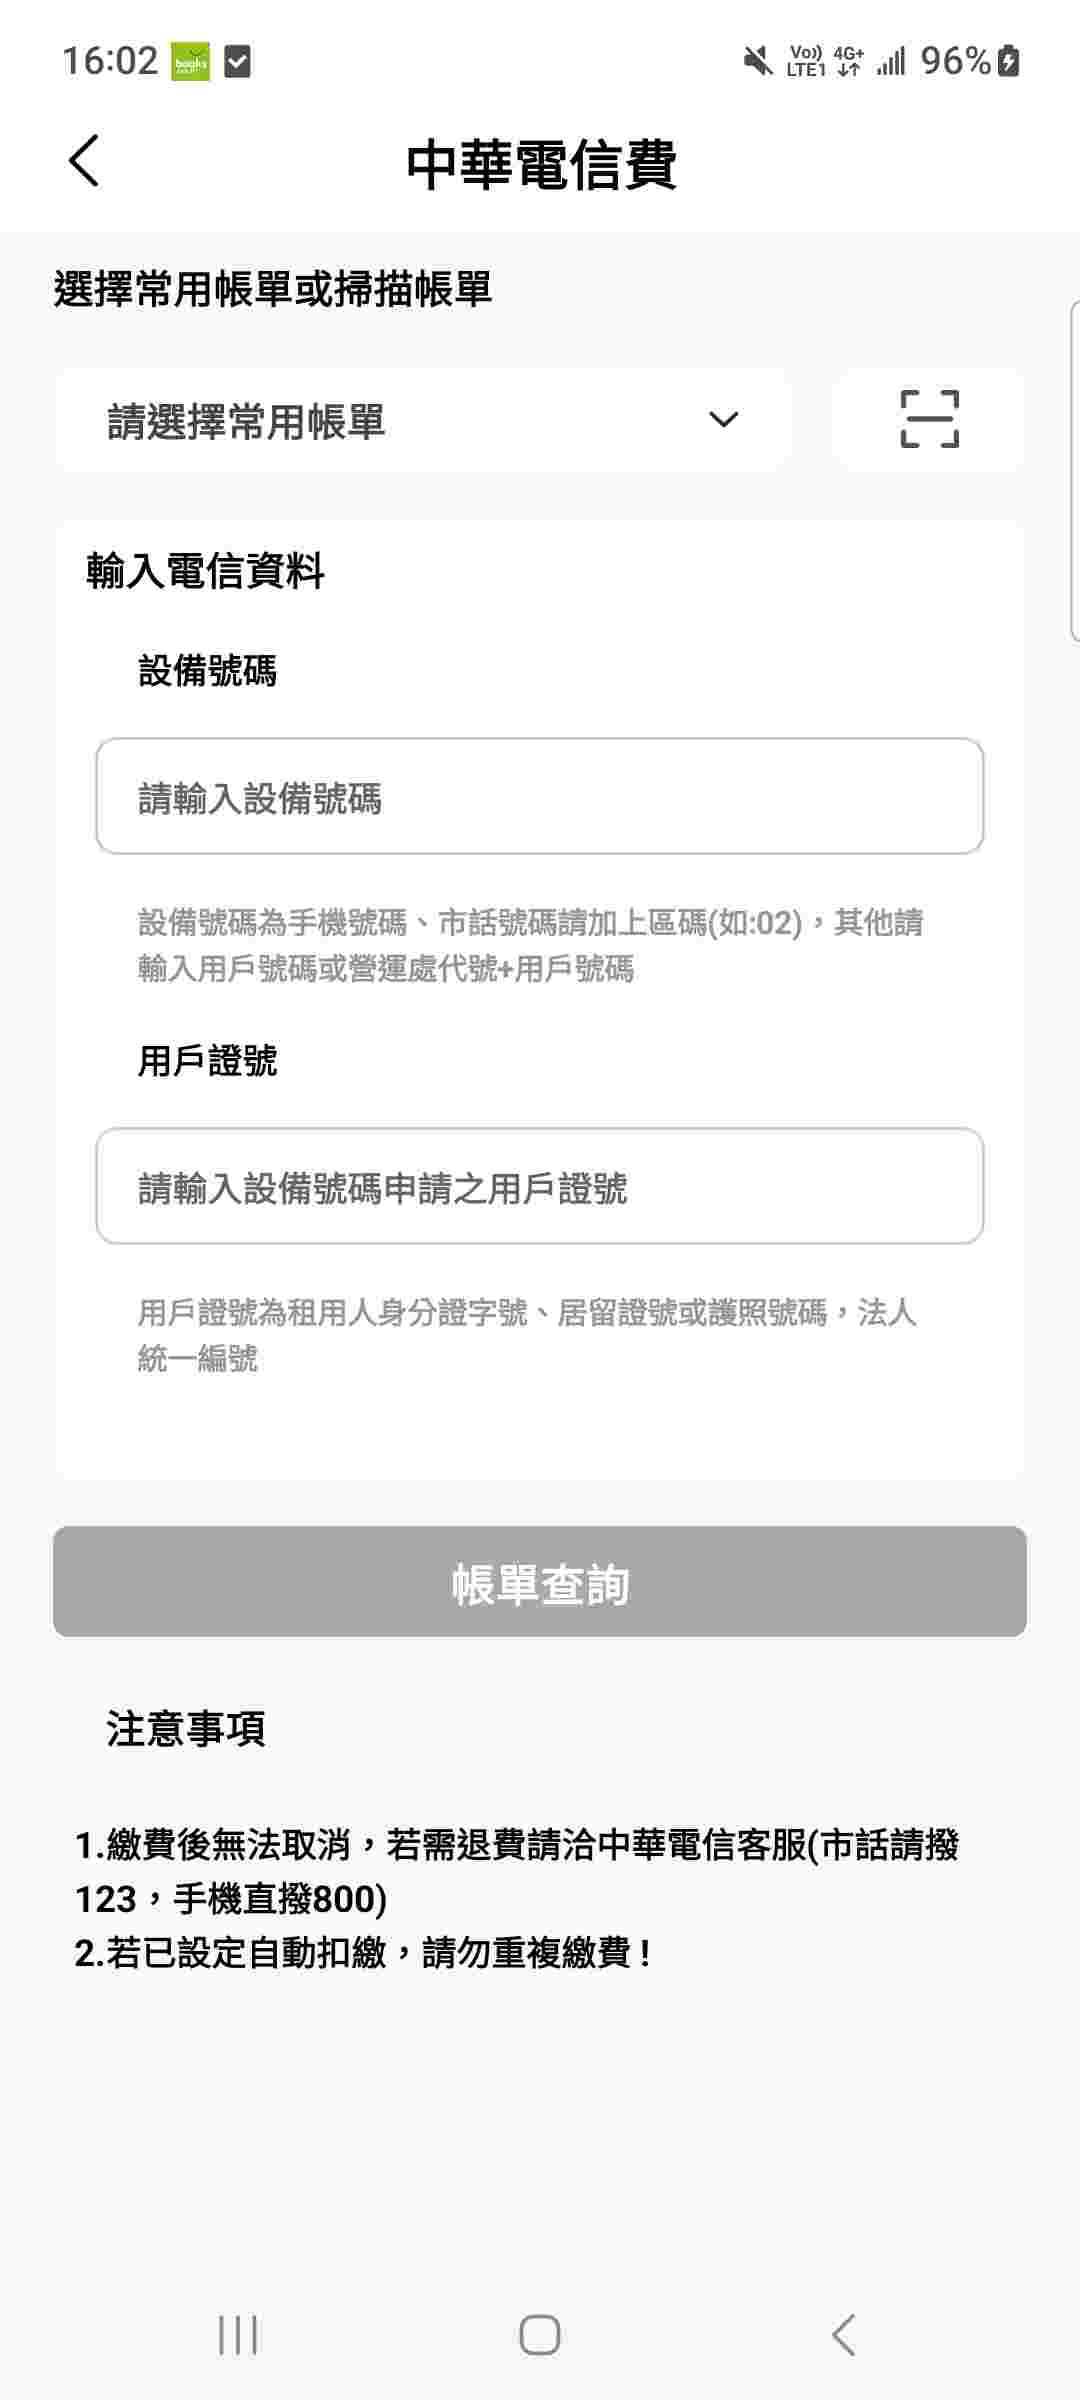 16:02
books
Vo))
LTE1
4G+
96%
中華電信費
選擇常用帳單或掃描帳單
請選擇常用帳單
輸入電信資料
設備號碼
請輸入設備號碼
設備號碼為手機號碼、市話號碼請加上區碼(如:02)，其他請
輸入用戶號碼或營運處代號+用戶號碼
用戶證號
請輸入設備號碼申請之用戶證號
用戶證號為租用人身分證字號、居留證號或護照號碼，法人
統一編號
帳單查詢
注意事項
1.繳費後無法取消，若需退費請洽中華電信客服(市話請撥
123，手機直撥800)
2.若已設定自動扣繳，請勿重複繳費！